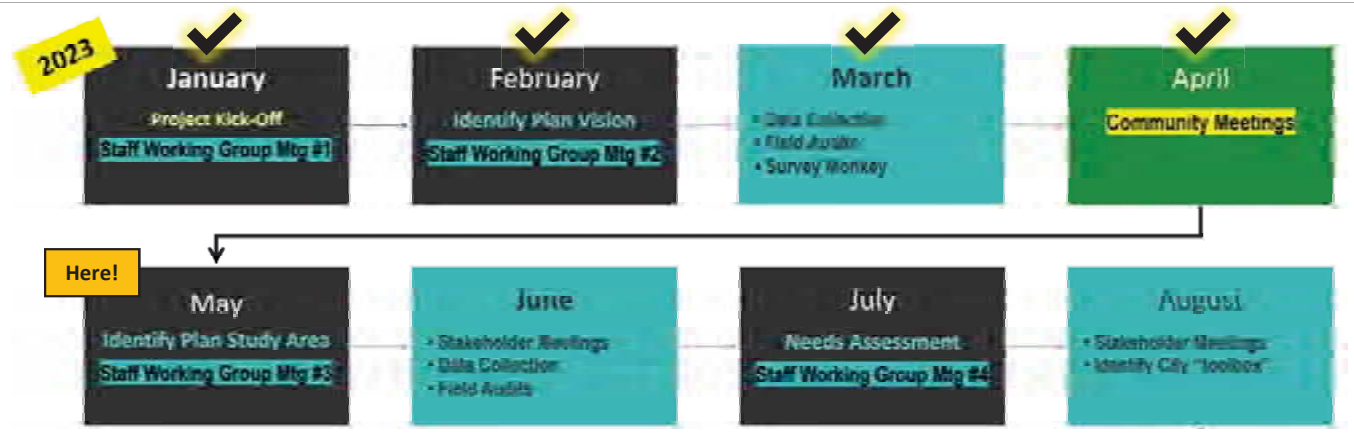 2023
January
Project Kick-Off
Staff Working Group Mtg #1
February
Identify Plan Vision
Staff Working Group Mtg #2
March
• Data Collection
• Field Audits
• Survey Monkey
April
Community Meetings
Here!
May
Identify Plan Study Area
Staff Working Group Mtg #3
June
• Stakeholder Meetings
• Data Collection
• Field Audits
July
Needs Assessment
Staff Working Group Mtg #4
August
• Stakeholder Meetings
• Identify City "toolbox"